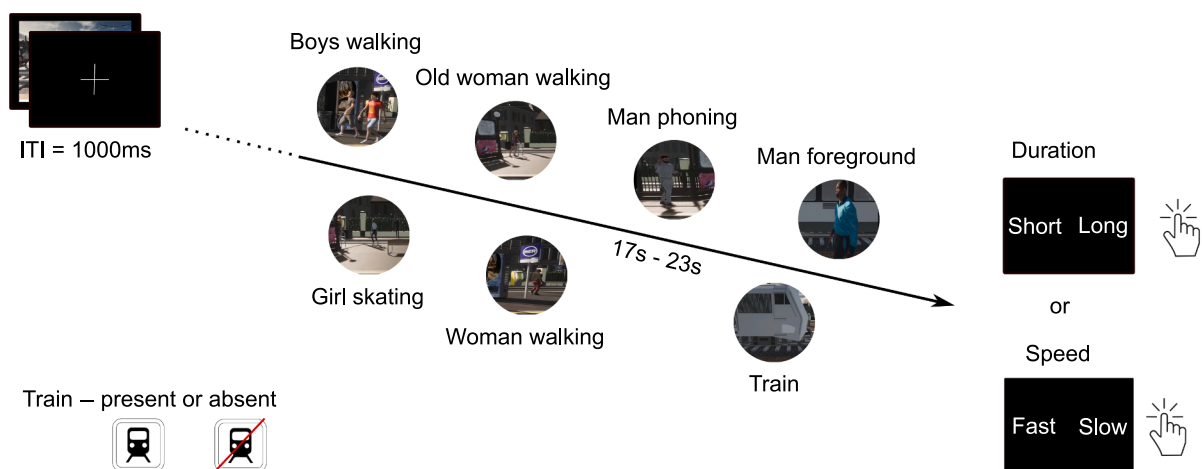 ITI = 1000ms
Boys walking
Old woman walking
Man phoning
Man foreground
Girl skating
Woman walking
Train
17s - 23s
Duration
Short Long
or
Speed
Fast Slow
Train – present or absent